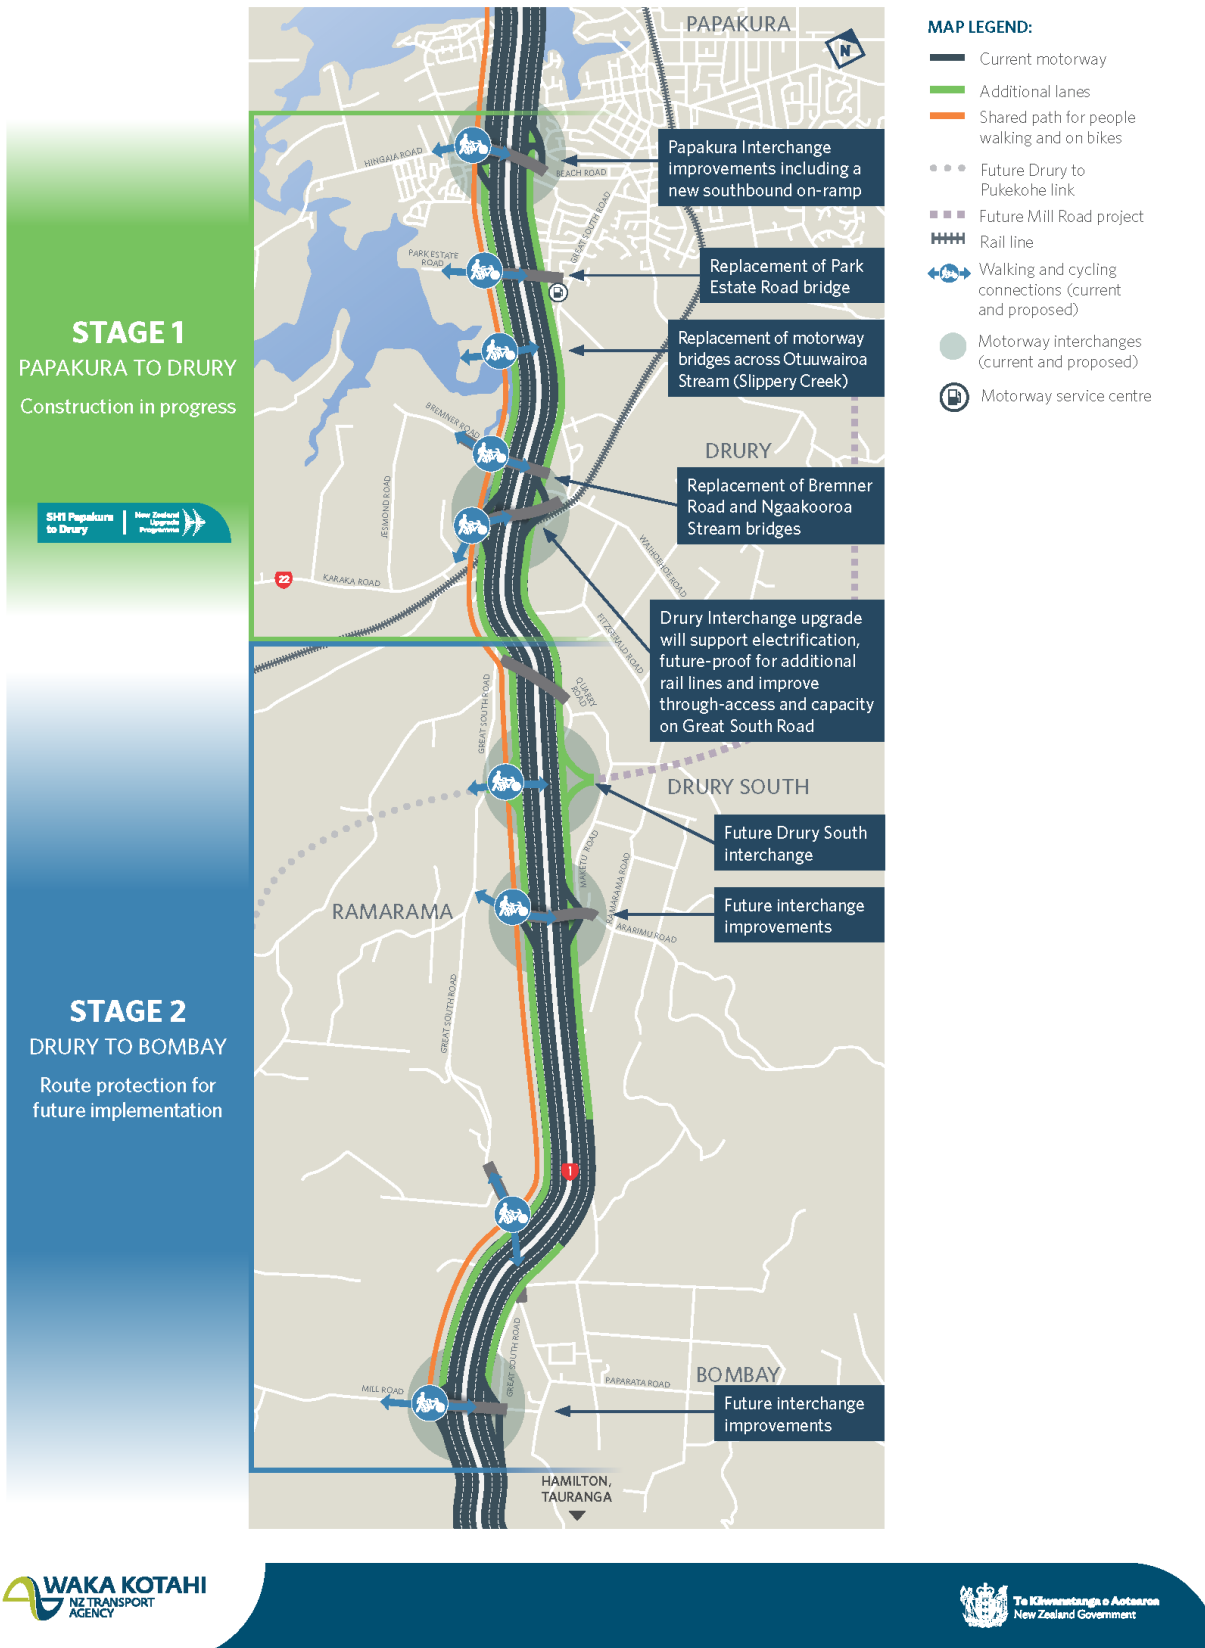 PAPAKURA
N
MAP LEGEND:
Current motorway
Additional lanes
Shared path for people
walking and on bikes
Future Drury to
Pukekohe link
Future Mill Road project
Rail line
Walking and cycling
connections (current
and proposed)
Motorway interchanges
(current and proposed)
Motorway service centre
HINGAIA ROAD
BEACH ROAD
Papakura Interchange
improvements including a
new southbound on-ramp
GREAT SOUTH ROAD
PARK ESTATE
ROAD
Replacement of Park
Estate Road bridge
STAGE 1
PAPAKURA TO DRURY
Construction in progress
Replacement of motorway
bridges across Otuuwairoa
Stream (Slippery Creek)
BREMNER ROAD
DRURY
JESMOND ROAD
Replacement of Bremner
Road and Ngaakooroa
Stream bridges
SH1 Papakura
to Drury
New Zealand
Upgrade
Programme
22
KARAKA ROAD
WAIHOEHOE ROAD
FITZGERALD ROAD
Drury Interchange upgrade
will support electrification,
future-proof for additional
rail lines and improve
through-access and capacity
on Great South Road
GREAT SOUTH ROAD
QUARRY
ROAD
DRURY SOUTH
Future Drury South
interchange
MAKETU ROAD
RAMARAMA ROAD
RAMARAMA
Future interchange
improvements
ARARIMU ROAD
GREAT SOUTH ROAD
STAGE 2
DRURY TO BOMBAY
Route protection for
future implementation
1
GREAT SOUTH ROAD
MILL ROAD
PAPARATA ROAD
BOMBAY
Future interchange
improvements
HAMILTON,
TAURANGA
WAKA KOTAHI
NZ TRANSPORT
AGENCY
Te Kāwanatanga o Aotearoa
New Zealand Government